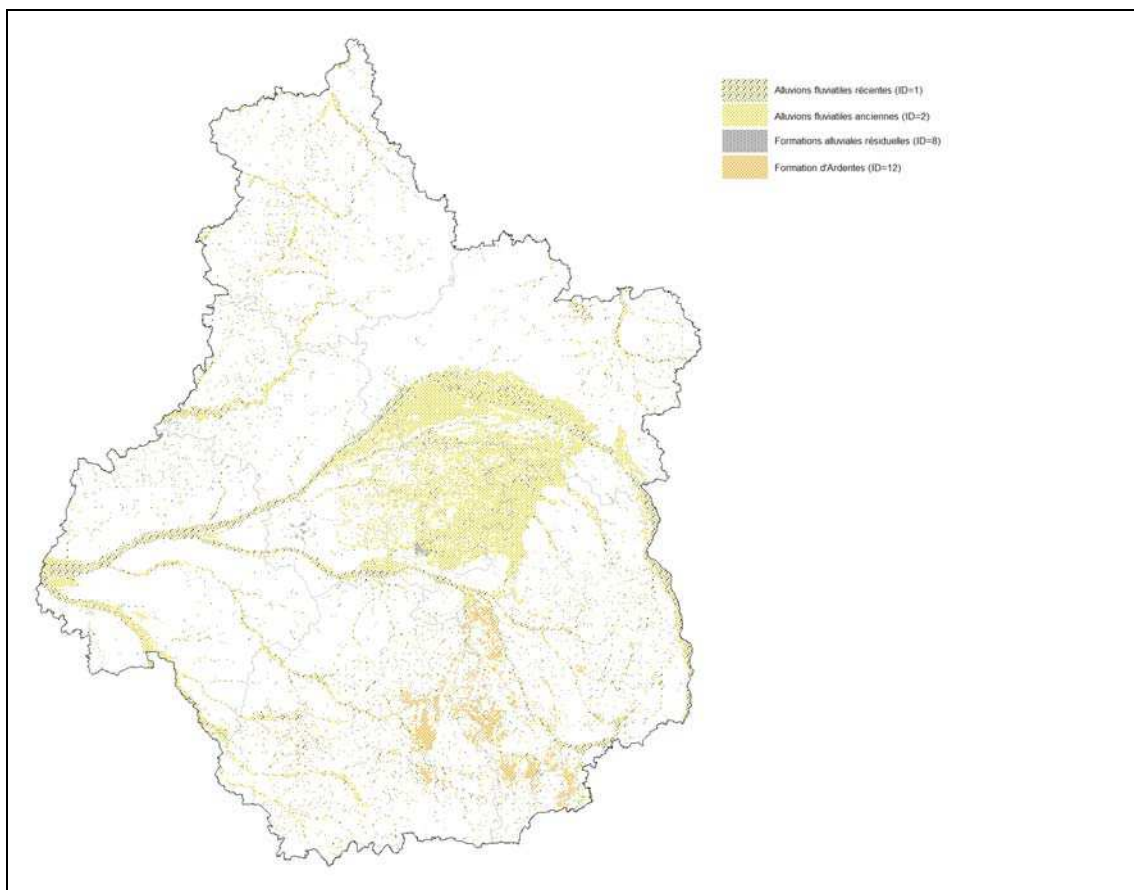 Alluvions fluviatiles récentes (ID=1)
Alluvions fluviatiles anciennes (ID=2)
Formations alluviales résiduelles (ID=8)
Formation d'Ardentes (ID=12)